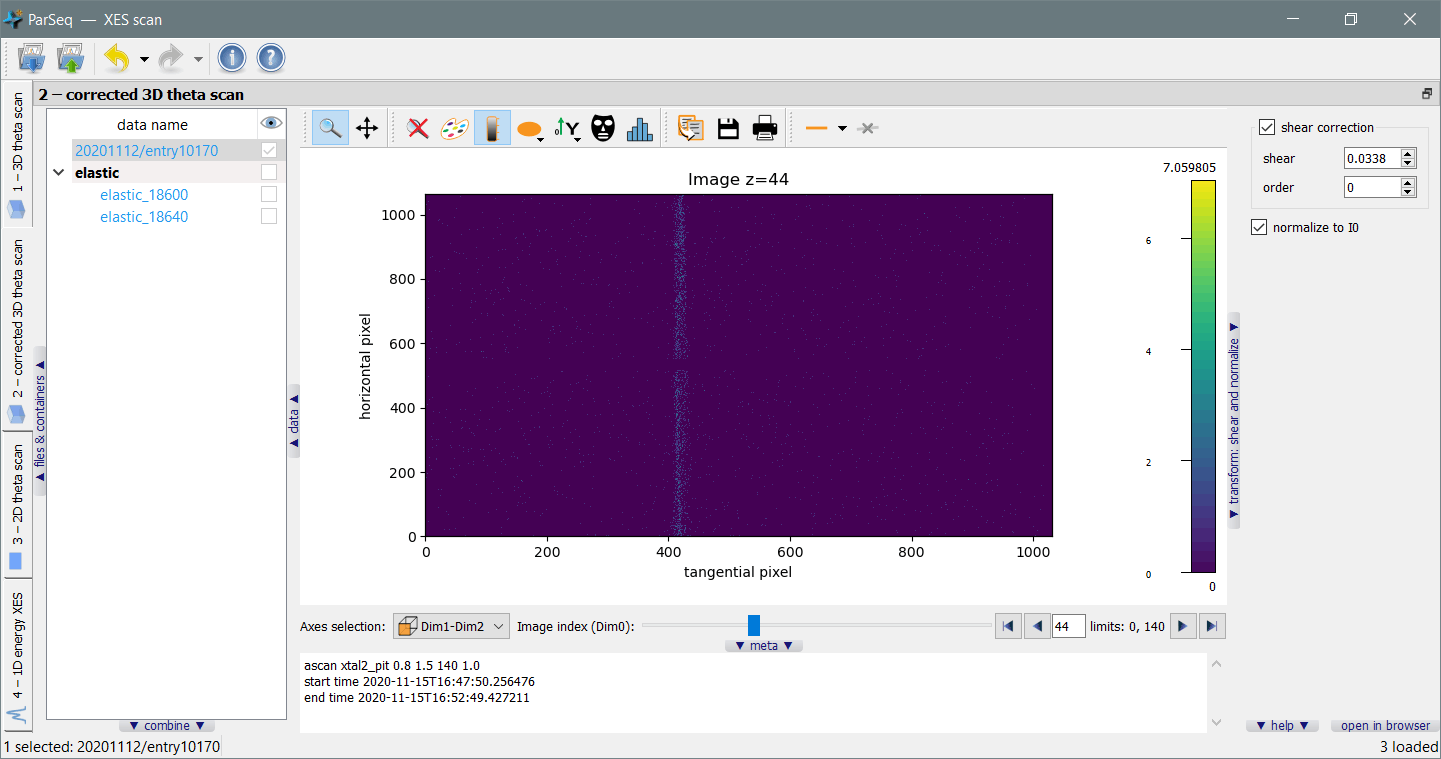 ParSeq — XES scan
2 – corrected 3D theta scan
1 – 3D theta scan
2 – corrected 3D theta scan
3 – 2D theta scan
4 – 1D energy XES
files & containers
data name
20201112/entry10170
elastic
elastic_18600
elastic_18640
combine
data
Y
Image z=44
7.059805
1000
800
600
400
200
0
horizontal pixel
0 200 400 600 800 1000
tangential pixel
6
4
2
0
0
transform: shear and normalize
shear correction
shear 0.0338
order 0
normalize to I0
Axes selection: Dim1-Dim2 Image index (Dim0): 44 limits: 0, 140
meta
ascan xtal2_pit 0.8 1.5 140 1.0
start time 2020-11-15T16:47:50.256476
end time 2020-11-15T16:52:49.427211
help open in browser
1 selected: 20201112/entry10170 3 loaded